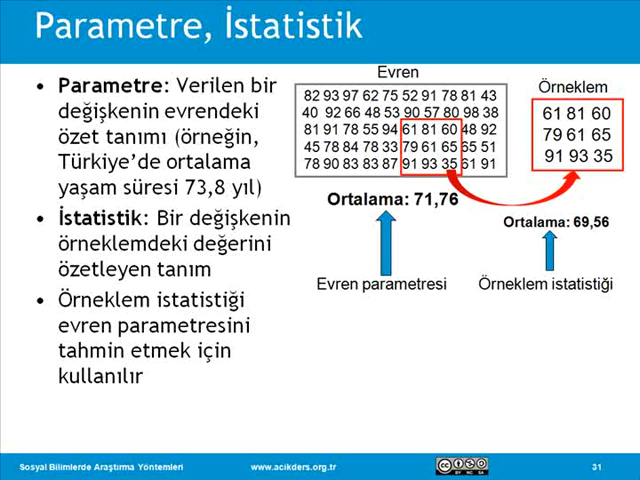 Parametre, İstatistik
• Parametre: Verilen bir
değişkenin evrendeki
özet tanımı (örneğin,
Türkiye’de ortalama
yaşam süresi 73,8 yıl)
• İstatistik: Bir değişkenin
örneklemdeki değerini
özetleyen tanım
• Örneklem istatistiği
evren parametresini
tahmin etmek için
kullanılır
Evren
82 93 97 62 75 52 91 78 81 43
40 92 66 48 53 90 57 80 98 38
81 91 78 55 94 61 81 60 48 92
45 78 84 78 33 79 61 65 65 51
78 90 83 83 87 91 93 35 61 91
Ortalama: 71,76
Evren parametresi
Örneklem
61 81 60
79 61 65
91 93 35
Ortalama: 69,56
Örneklem istatistiği
Sosyal Bilimlerde Araştırma Yöntemleri
www.acikders.org.tr
cc
BY NC SA
31